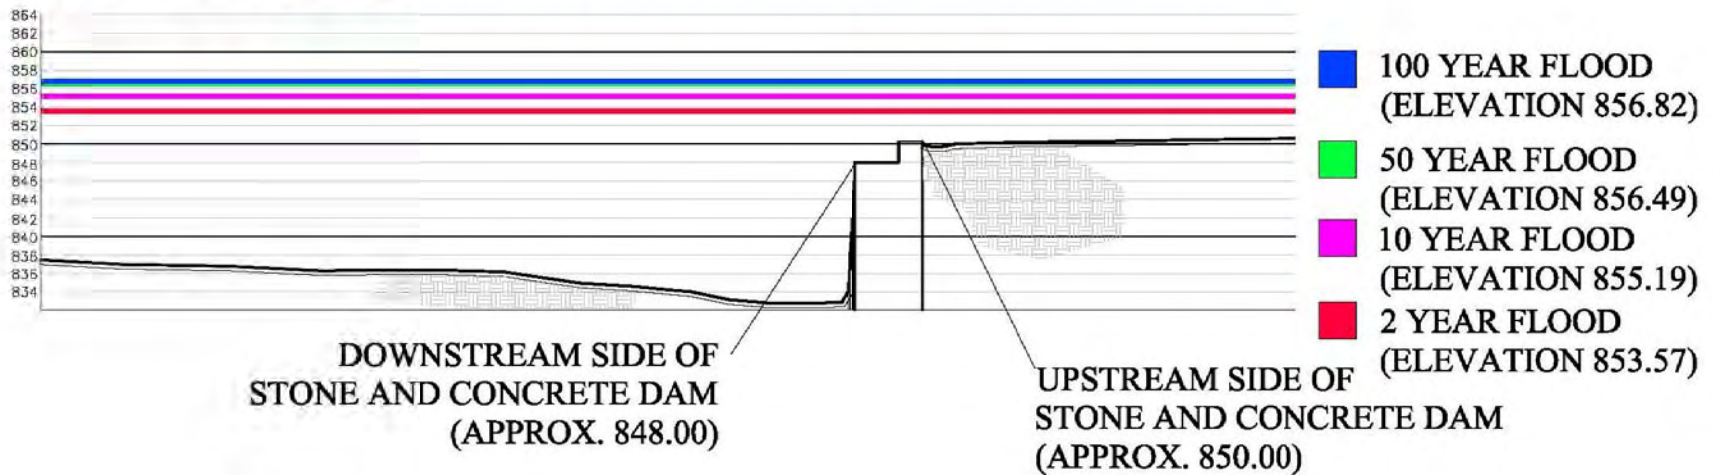 864
862
860
858
856
854
852
850
848
846
844
842
840
838
836
834
100 YEAR FLOOD
(ELEVATION 856.82)
50 YEAR FLOOD
(ELEVATION 856.49)
10 YEAR FLOOD
(ELEVATION 855.19)
2 YEAR FLOOD
(ELEVATION 853.57)
DOWNSTREAM SIDE OF
STONE AND CONCRETE DAM
(APPROX. 848.00)
UPSTREAM SIDE OF
STONE AND CONCRETE DAM
(APPROX. 850.00)